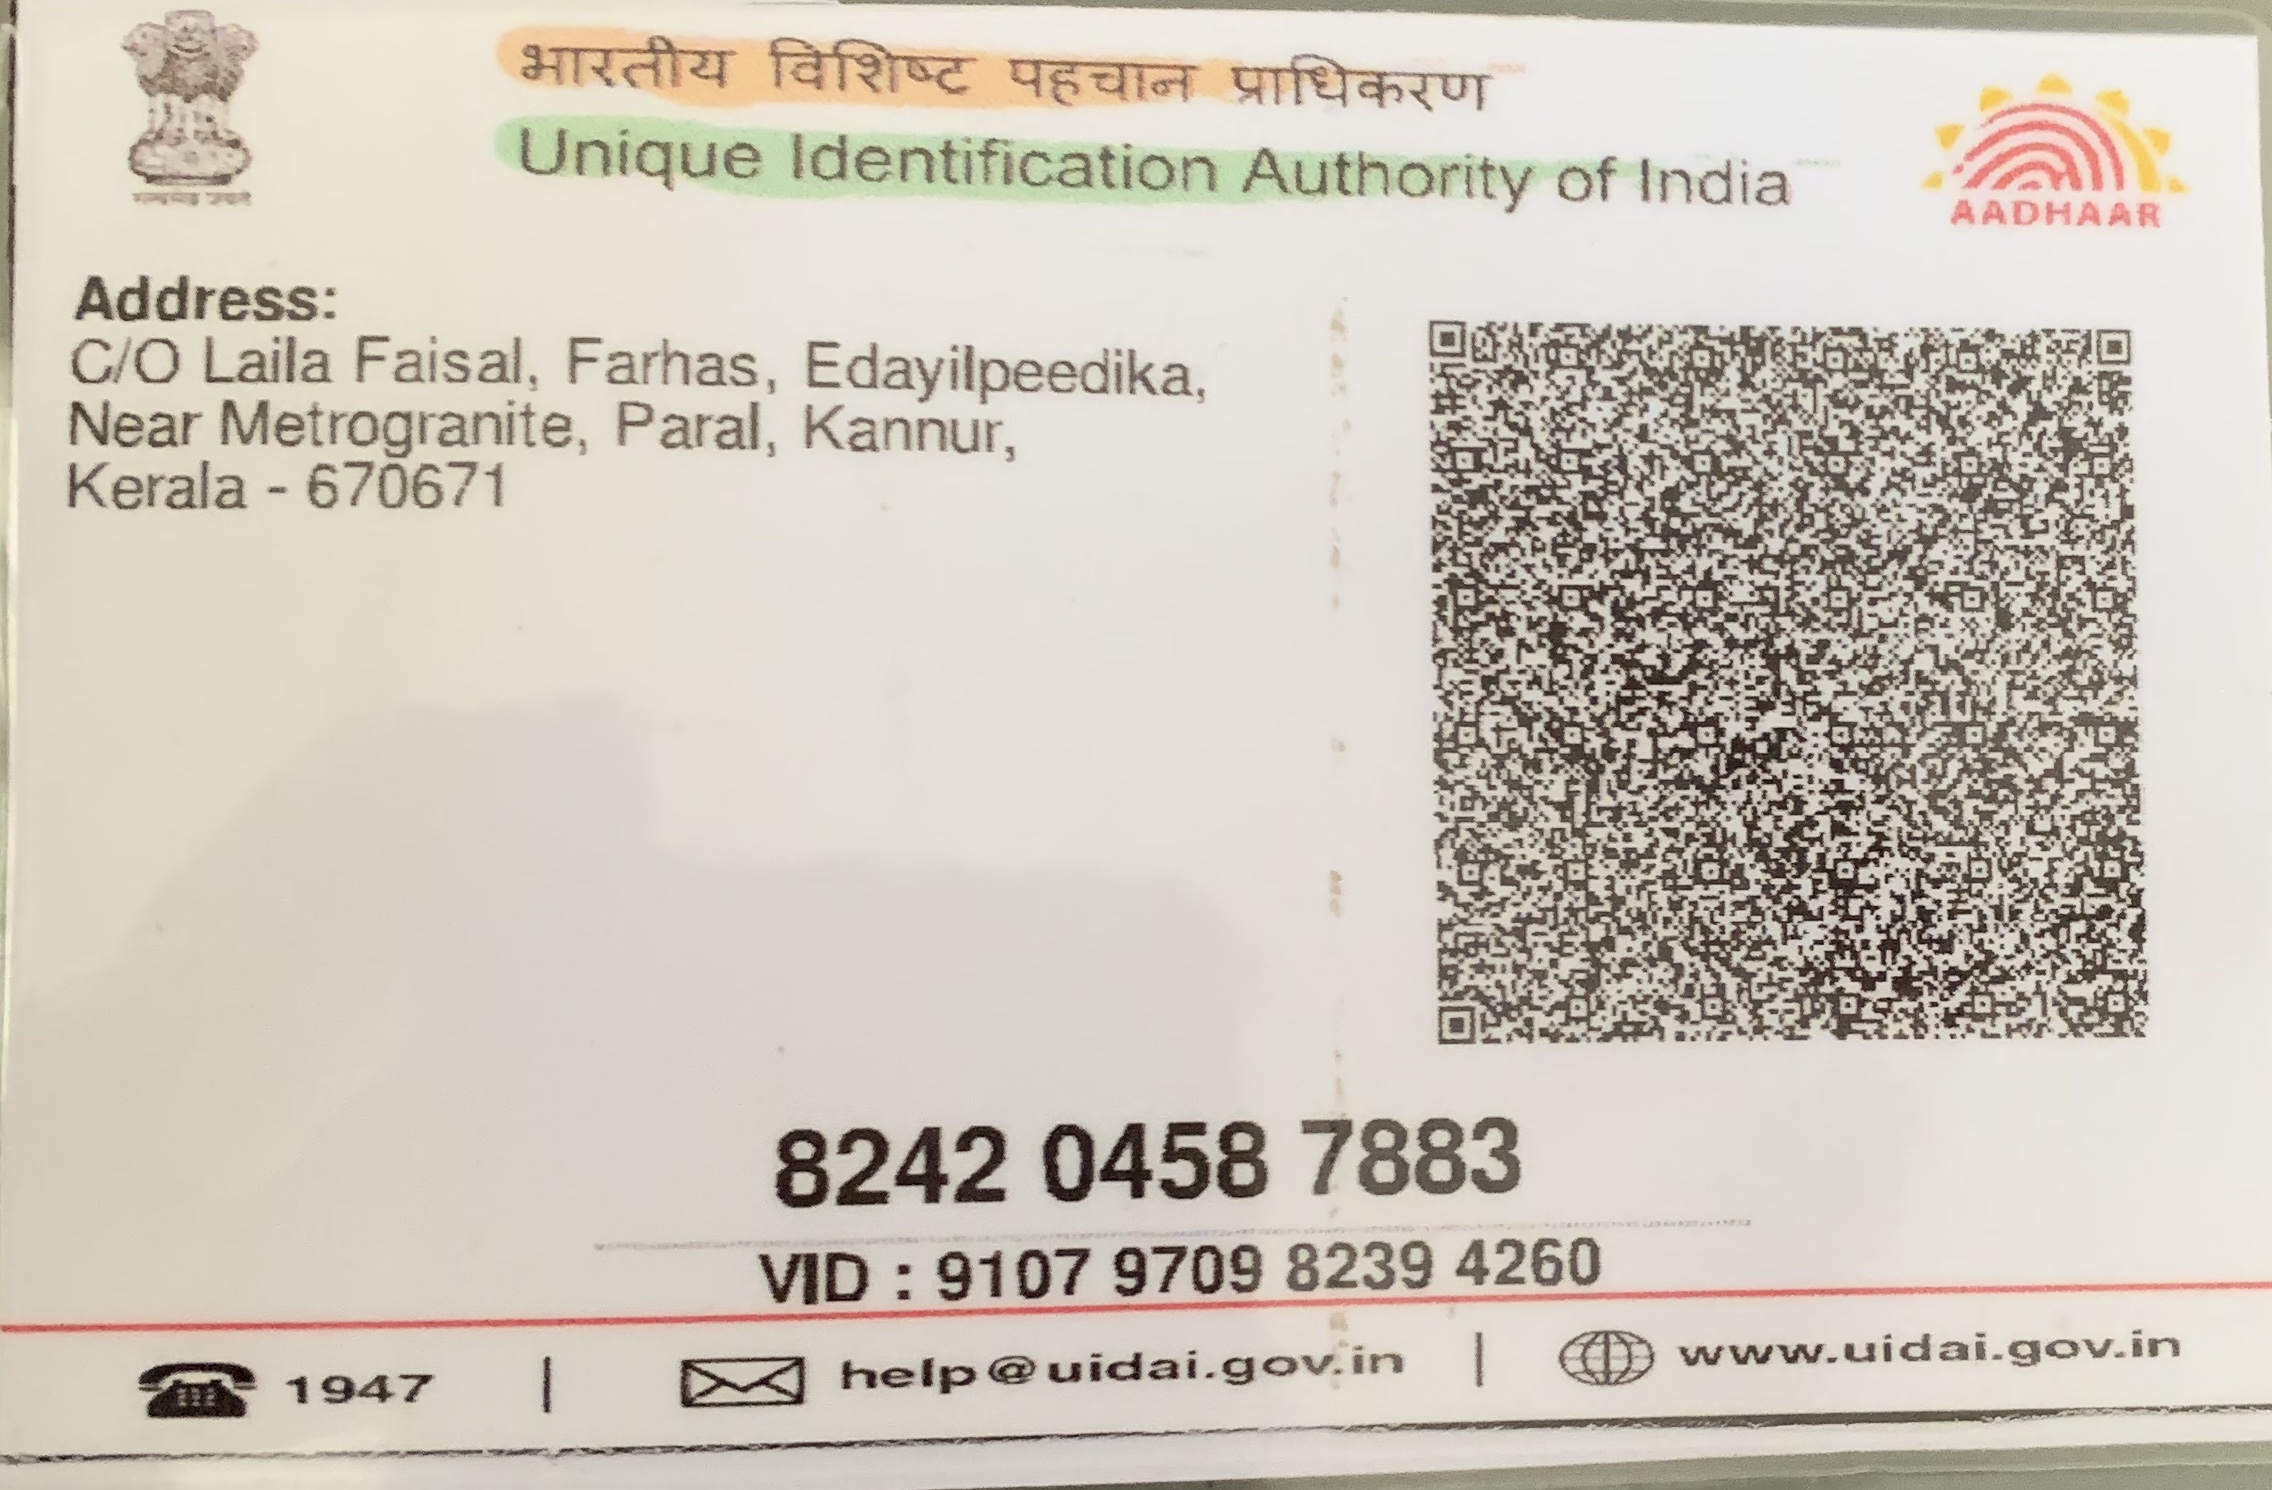 भारतीय विशिष्ट पहचान प्राधिकरण
Unique Identification Authority of India
AADHAAR
Address:
C/O Laila Faisal, Farhas, Edayilpeedika,
Near Metrogranite, Paral, Kannur,
Kerala - 670671
8242 0458 7883
VID : 9107 9709 8239 4260
1947 | help@uidai.gov.in | www.uidai.gov.in